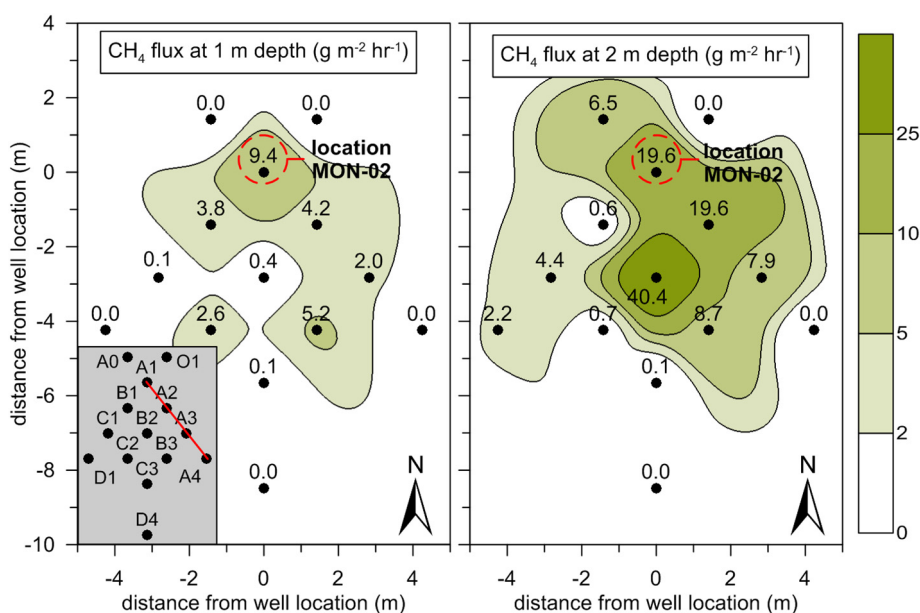 CH4 flux at 1 m depth (g m-2 hr-1)
CH4 flux at 2 m depth (g m-2 hr-1)
distance from well location (m)
4
2
0
-2
-4
-6
-8
-10
0.0 0.0
9.4
location
MON-02
3.8 4.2
0.1 0.4 2.0
0.0 2.6 5.2 0.0
0.1
0.0
A0 A1 O1
B1 A2
C1 B2 A3
C2 B3
D1 C3 A4
D4
N
-4 -2 0 2 4
distance from well location (m)
distance from well location (m)
6.5 0.0
19.6
location
MON-02
0.6 19.6
4.4 40.4 7.9
2.2 0.7 8.7 0.0
0.1
0.0
N
-4 -2 0 2 4
distance from well location (m)
25
10
5
2
0